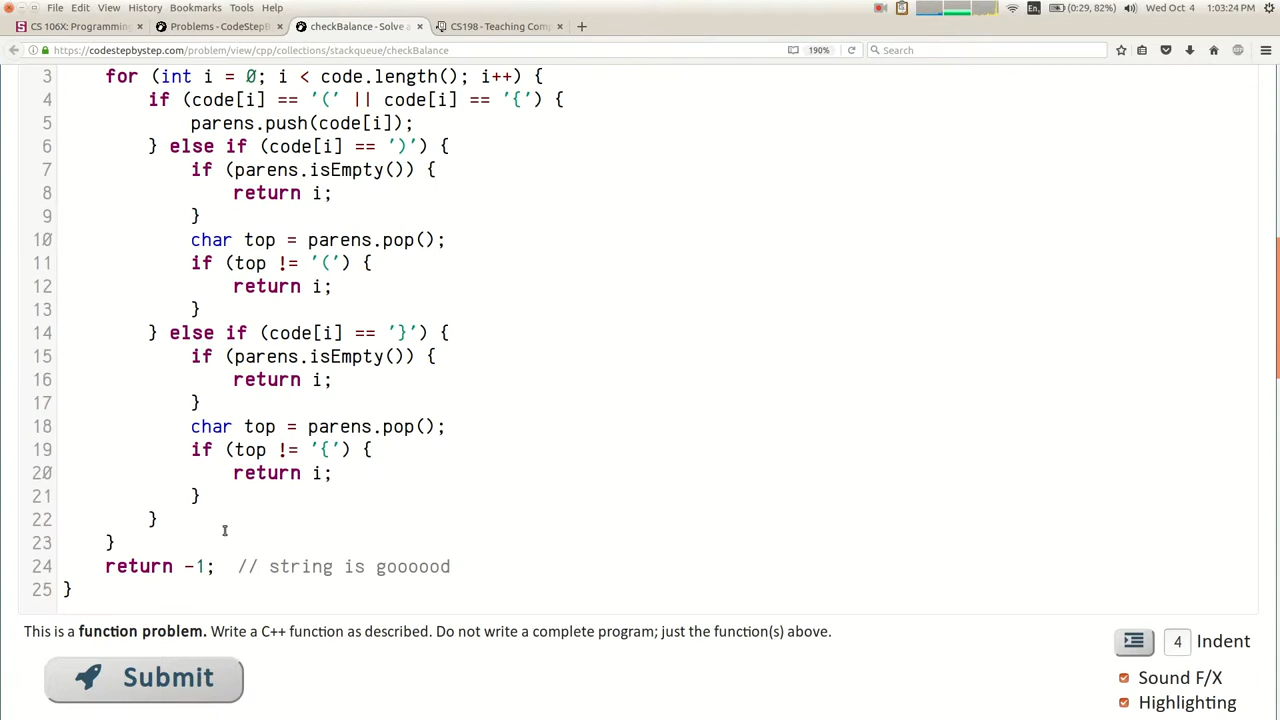 File Edit View History Bookmarks Tools Help
En (0:29, 82%) Wed Oct 4 1:03:24 PM
CS 106X: Programming × Problems - CodeStepB × checkBalance - Solve a × CS198 - Teaching Comp ×
https://codestepbystep.com/problem/view/cpp/collections/stackqueue/checkBalance 190% Search
3 for (int i = 0; i < code.length(); i++) {
4 if (code[i] == '(' || code[i] == '{') {
5 parens.push(code[i]);
6 } else if (code[i] == ')') {
7 if (parens.isEmpty()) {
8 return i;
9 }
10 char top = parens.pop();
11 if (top != '(') {
12 return i;
13 }
14 } else if (code[i] == '}') {
15 if (parens.isEmpty()) {
16 return i;
17 }
18 char top = parens.pop();
19 if (top != '{') {
20 return i;
21 }
22 }
23 }
24 return -1; // string is goooood
25 }
This is a function problem. Write a C++ function as described. Do not write a complete program; just the function(s) above.
4 Indent
Submit
Sound F/X
Highlighting